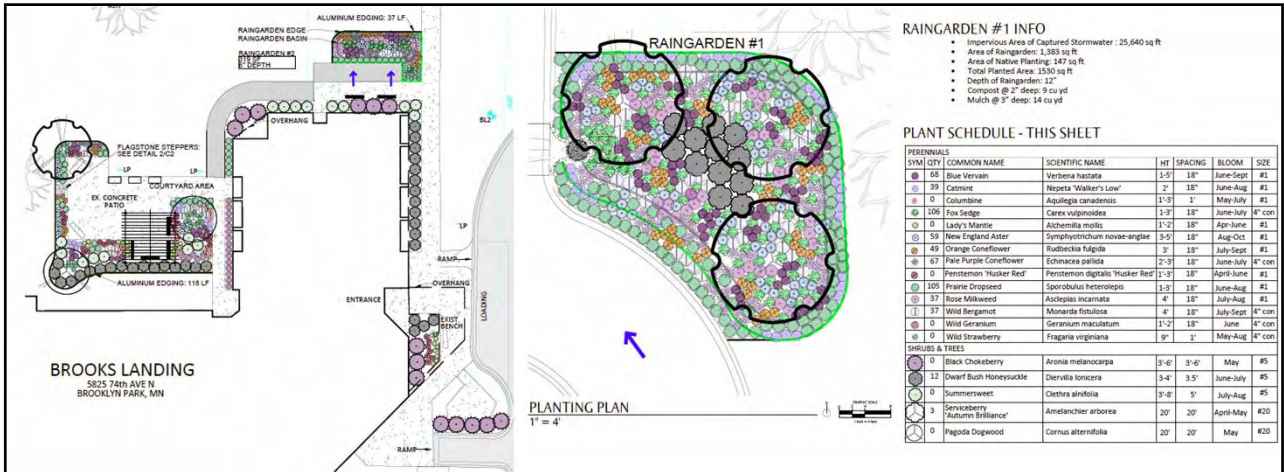 ALUMINUM EDGING: 37 LF
RAINGARDEN EDGE
RAINGARDEN BASIN
RAINGARDEN #2
6" DEPTH
OVERHANG
FLAGSTONE STEPPERS:
SEE DETAIL 2/C2
LP
LP
COURTYARD AREA
EX. CONCRETE
PATIO
ALUMINUM EDGING: 116 LF
BL2
LP
RAMP
OVERHANG
ENTRANCE
EXIST.
BENCH
LOADING
RAMP
BROOKS LANDING
5825 74th AVE N
BROOKLYN PARK, MN
RAINGARDEN #1
PLANTING PLAN
1" = 4'
RAINGARDEN #1 INFO
• Impervious Area of Captured Stormwater : 25,640 sq ft
• Area of Raingarden: 1,383 sq ft
• Area of Native Planting: 147 sq ft
• Total Planted Area: 1530 sq ft
• Depth of Raingarden: 12"
• Compost @ 2" deep: 9 cu yd
• Mulch @ 3" deep: 14 cu yd
PLANT SCHEDULE - THIS SHEET
PERENNIALS
SYM QTY COMMON NAME SCIENTIFIC NAME HT SPACING BLOOM SIZE
68 Blue Vervain Verbena hastata 1-5' 18" June-Sept #1
39 Catmint Nepeta 'Walker's Low' 2' 18" June-Aug #1
0 Columbine Aquilegia canadensis 1'-3' 1' May-July #1
106 Fox Sedge Carex vulpinoidea 1-3' 18" June-July 4" con
0 Lady's Mantle Alchemilla mollis 1'-2' 18" Apr-June #1
59 New England Aster Symphyotrichum novae-angliae 3-5' 18" Aug-Oct #1
49 Orange Coneflower Rudbeckia fulgida 3' 18" July-Sept #1
67 Pale Purple Coneflower Echinacea pallida 2'-3' 18" June-July 4" con
0 Penstemon 'Husker Red' Penstemon digitalis 'Husker Red' 1'-3' 18" April-June #1
105 Prairie Dropseed Sporobulus heterolepis 1-3' 18" June-Aug #1
37 Rose Milkweed Asclepias incarnata 4' 18" July-Aug #1
37 Wild Bergamot Monarda fistulosa 4' 18" July-Sept 4" con
0 Wild Geranium Geranium maculatum 1'-2' 18" June 4" con
0 Wild Strawberry Fragaria virginiana 9" 1' May-Aug 4" con
SHRUBS & TREES
0 Black Chokeberry Aronia melanocarpa 3'-6' 3'-6' May #5
12 Dwarf Bush Honeysuckle Diervilla lonicera 3-4' 3.5' June-July #5
0 Summersweet Clethra alnifolia 3'-8' 5' July-Aug #5
3 Serviceberry 'Autumn Brilliance' Amelanchier arborea 20' 20' April-May #20
0 Pagoda Dogwood Cornus alternifolia 20' 20' May #20